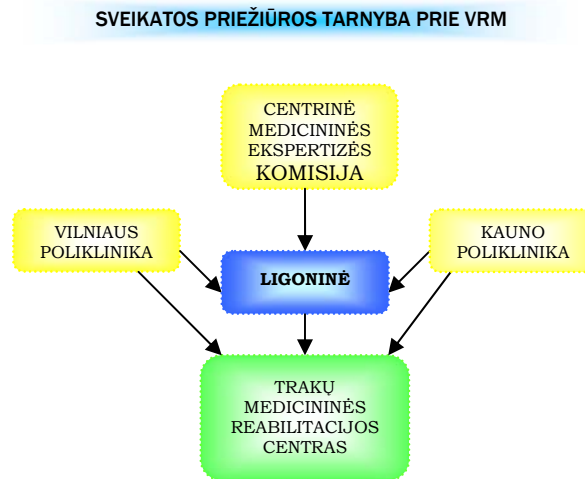 SVEIKATOS PRIEŽIŪROS TARNYBA PRIE VRM
CENTRINĖ
MEDICININĖS
EKSPERTIZĖS
KOMISIJA
VILNIAUS
POLIKLINIKA
KAUNO
POLIKLINIKA
LIGONINĖ
TRAKŲ
MEDICININĖS
REABILITACIJOS
CENTRAS